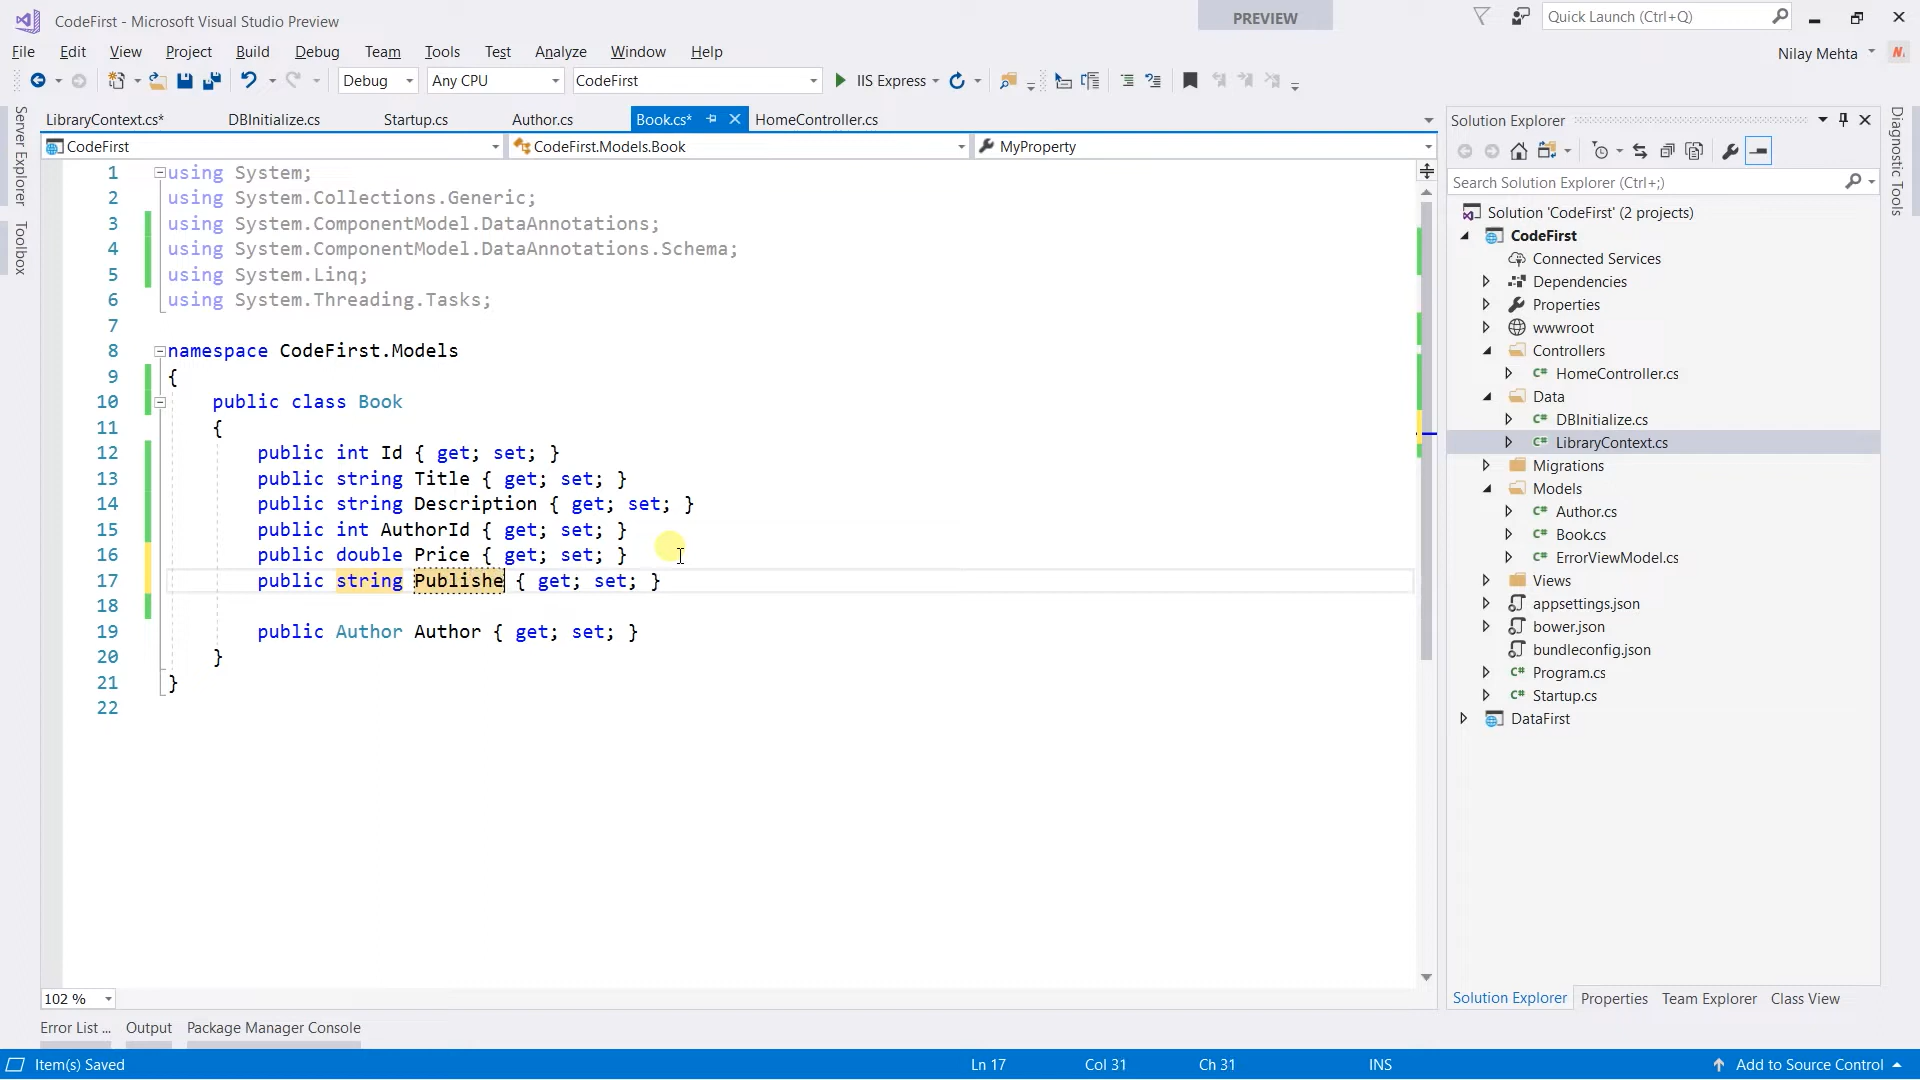 CodeFirst - Microsoft Visual Studio Preview
PREVIEW
Quick Launch (Ctrl+Q)
File Edit View Project Build Debug Team Tools Test Analyze Window Help
Nilay Mehta
Debug Any CPU CodeFirst IIS Express
Server Explorer
Toolbox
LibraryContext.cs* DBInitialize.cs Startup.cs Author.cs Book.cs* HomeController.cs
CodeFirst CodeFirst.Models.Book MyProperty
1 using System;
2 using System.Collections.Generic;
3 using System.ComponentModel.DataAnnotations;
4 using System.ComponentModel.DataAnnotations.Schema;
5 using System.Linq;
6 using System.Threading.Tasks;
7
8 namespace CodeFirst.Models
9 {
10 public class Book
11 {
12 public int Id { get; set; }
13 public string Title { get; set; }
14 public string Description { get; set; }
15 public int AuthorId { get; set; }
16 public double Price { get; set; }
17 public string Publishe { get; set; }
18
19 public Author Author { get; set; }
20 }
21 }
22
102 %
Solution Explorer
Search Solution Explorer (Ctrl+;)
Solution 'CodeFirst' (2 projects)
CodeFirst
Connected Services
Dependencies
Properties
wwwroot
Controllers
C# HomeController.cs
Data
C# DBInitialize.cs
C# LibraryContext.cs
Migrations
Models
C# Author.cs
C# Book.cs
C# ErrorViewModel.cs
Views
appsettings.json
bower.json
bundleconfig.json
C# Program.cs
C# Startup.cs
DataFirst
Solution Explorer Properties Team Explorer Class View
Diagnostic Tools
Error List ... Output Package Manager Console
Item(s) Saved Ln 17 Col 31 Ch 31 INS Add to Source Control